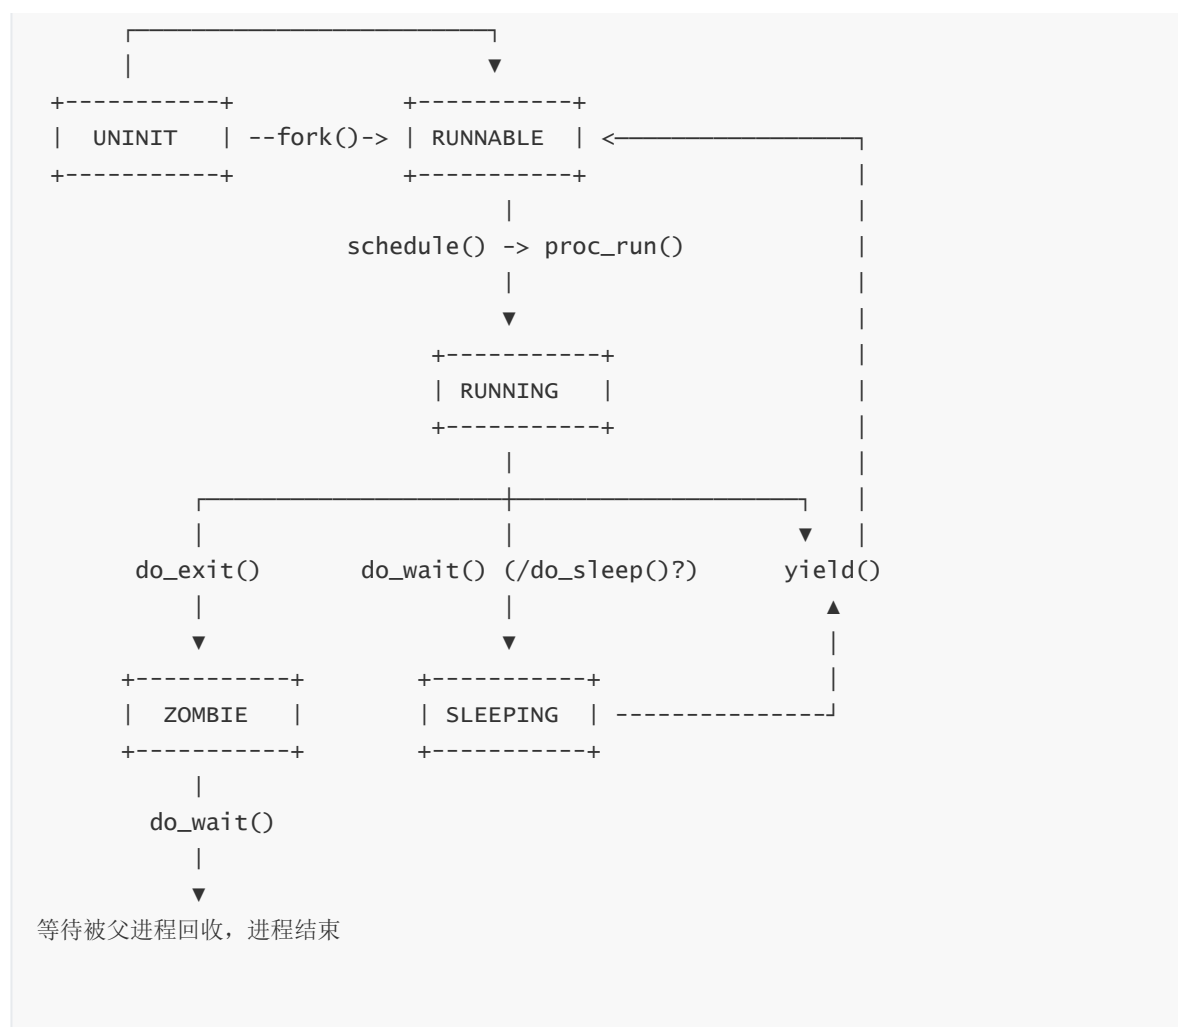 UNINIT --fork()-> RUNNABLE <
schedule() -> proc_run()
RUNNING
do_exit() do_wait() (/do_sleep()?) yield()
ZOMBIE SLEEPING
do_wait()
等待被父进程回收，进程结束